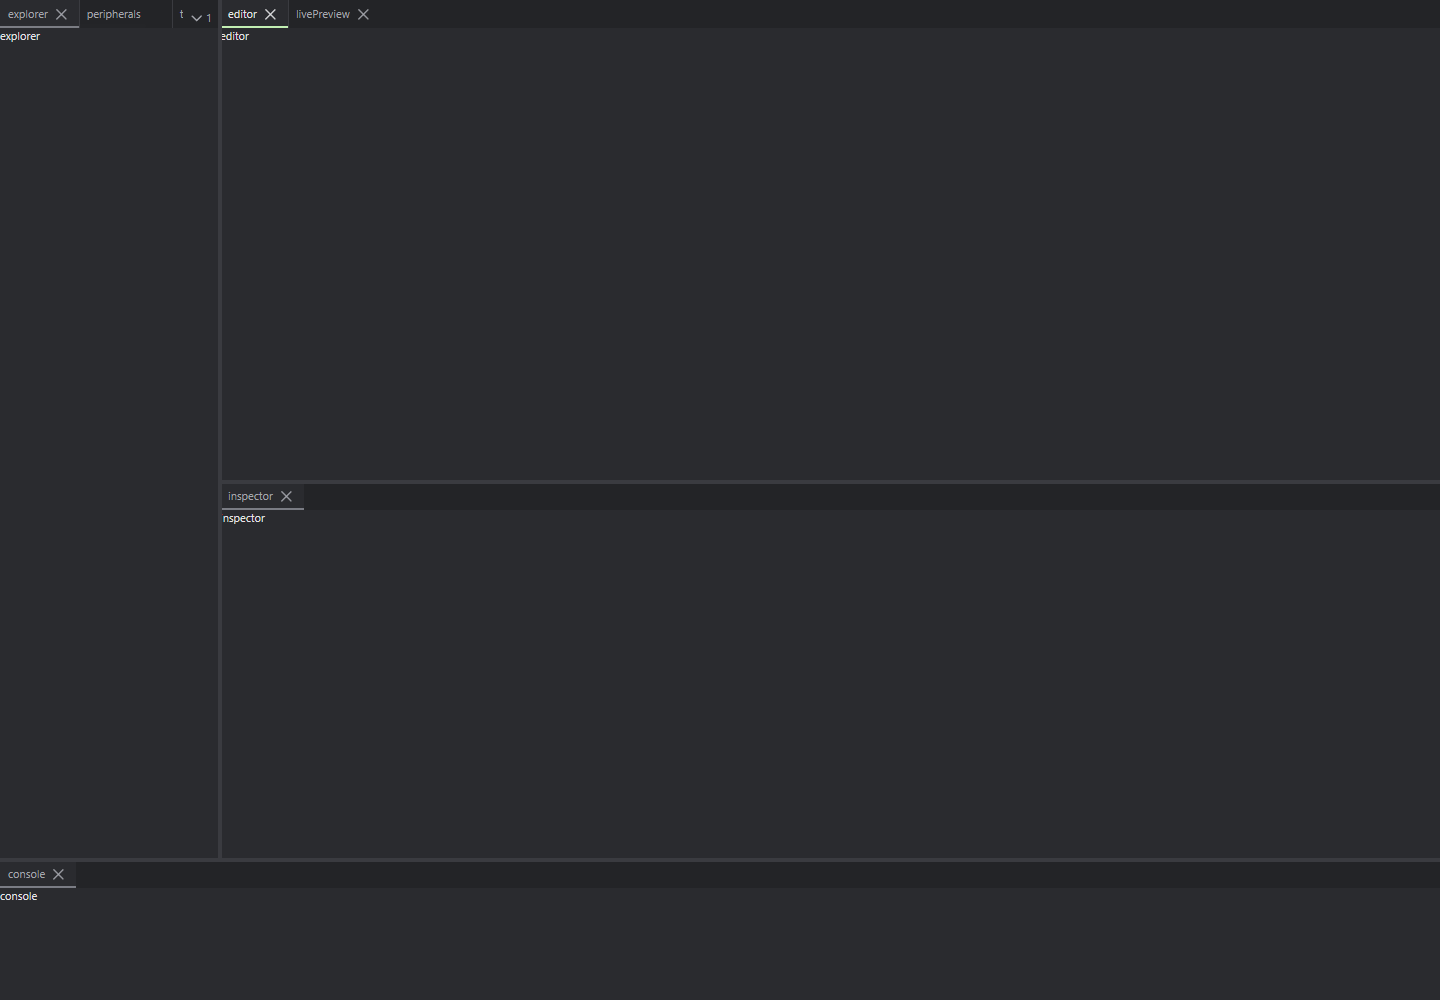 explorer peripherals t 1
explorer
editor livePreview
editor
inspector
nspector
console
console